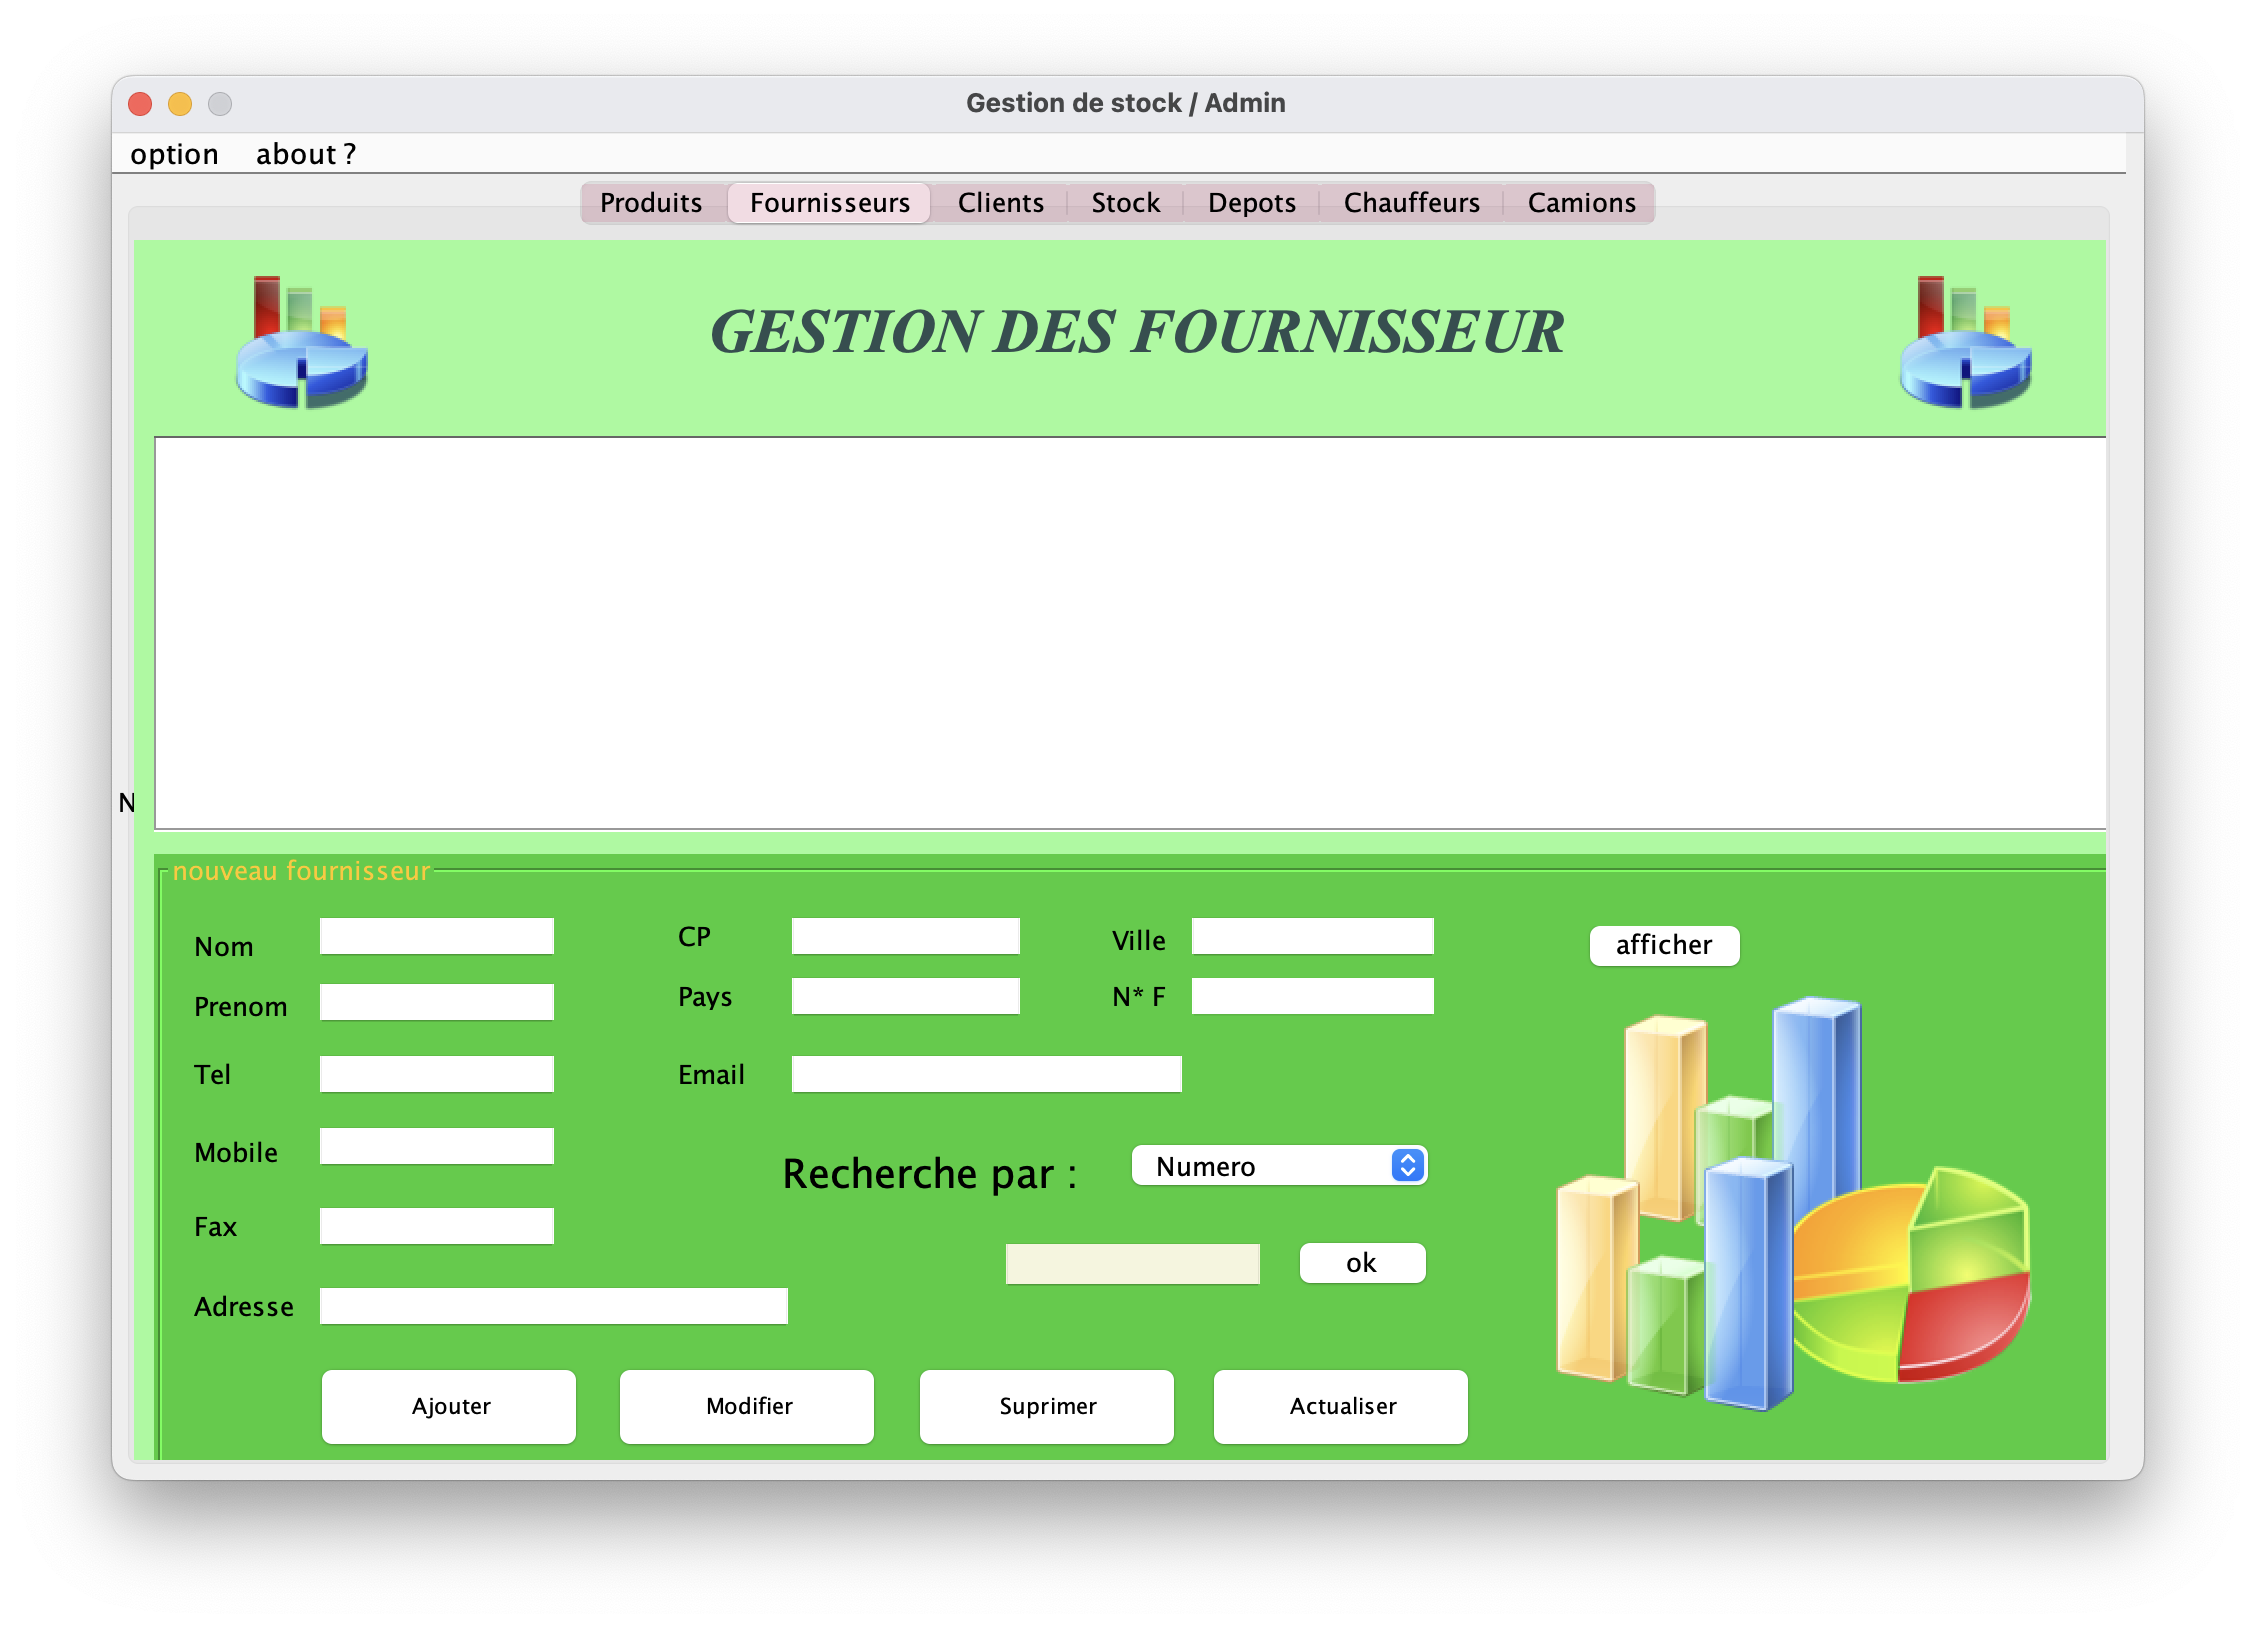 Gestion de stock / Admin
option about ?
Produits Fournisseurs Clients Stock Depots Chauffeurs Camions
GESTION DES FOURNISSEUR
N
nouveau fournisseur
Nom CP Ville afficher
Prenom Pays N* F
Tel Email
Mobile Recherche par : Numero
Fax ok
Adresse
Ajouter Modifier Suprimer Actualiser